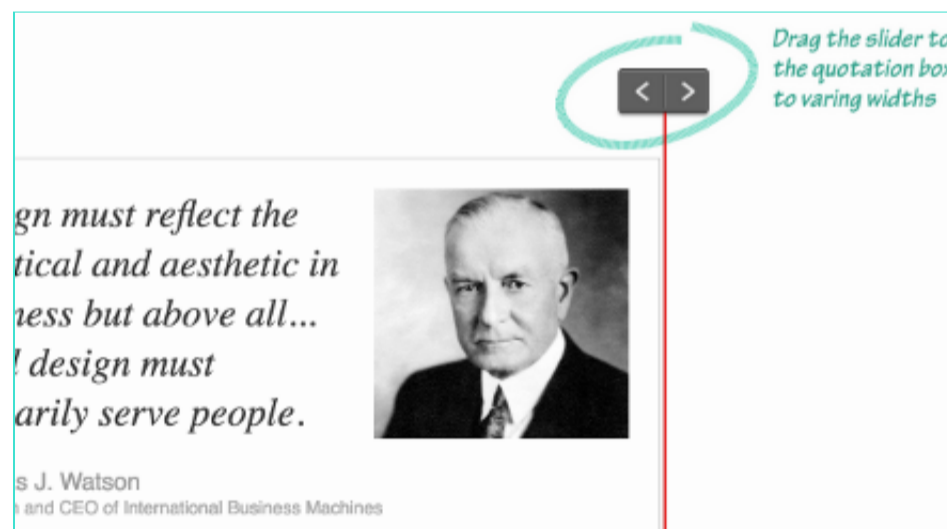 Drag the slider to
the quotation box
to varing widths
gn must reflect the
tical and aesthetic in
ness but above all...
design must
arily serve people.
s J. Watson
and CEO of International Business Machines